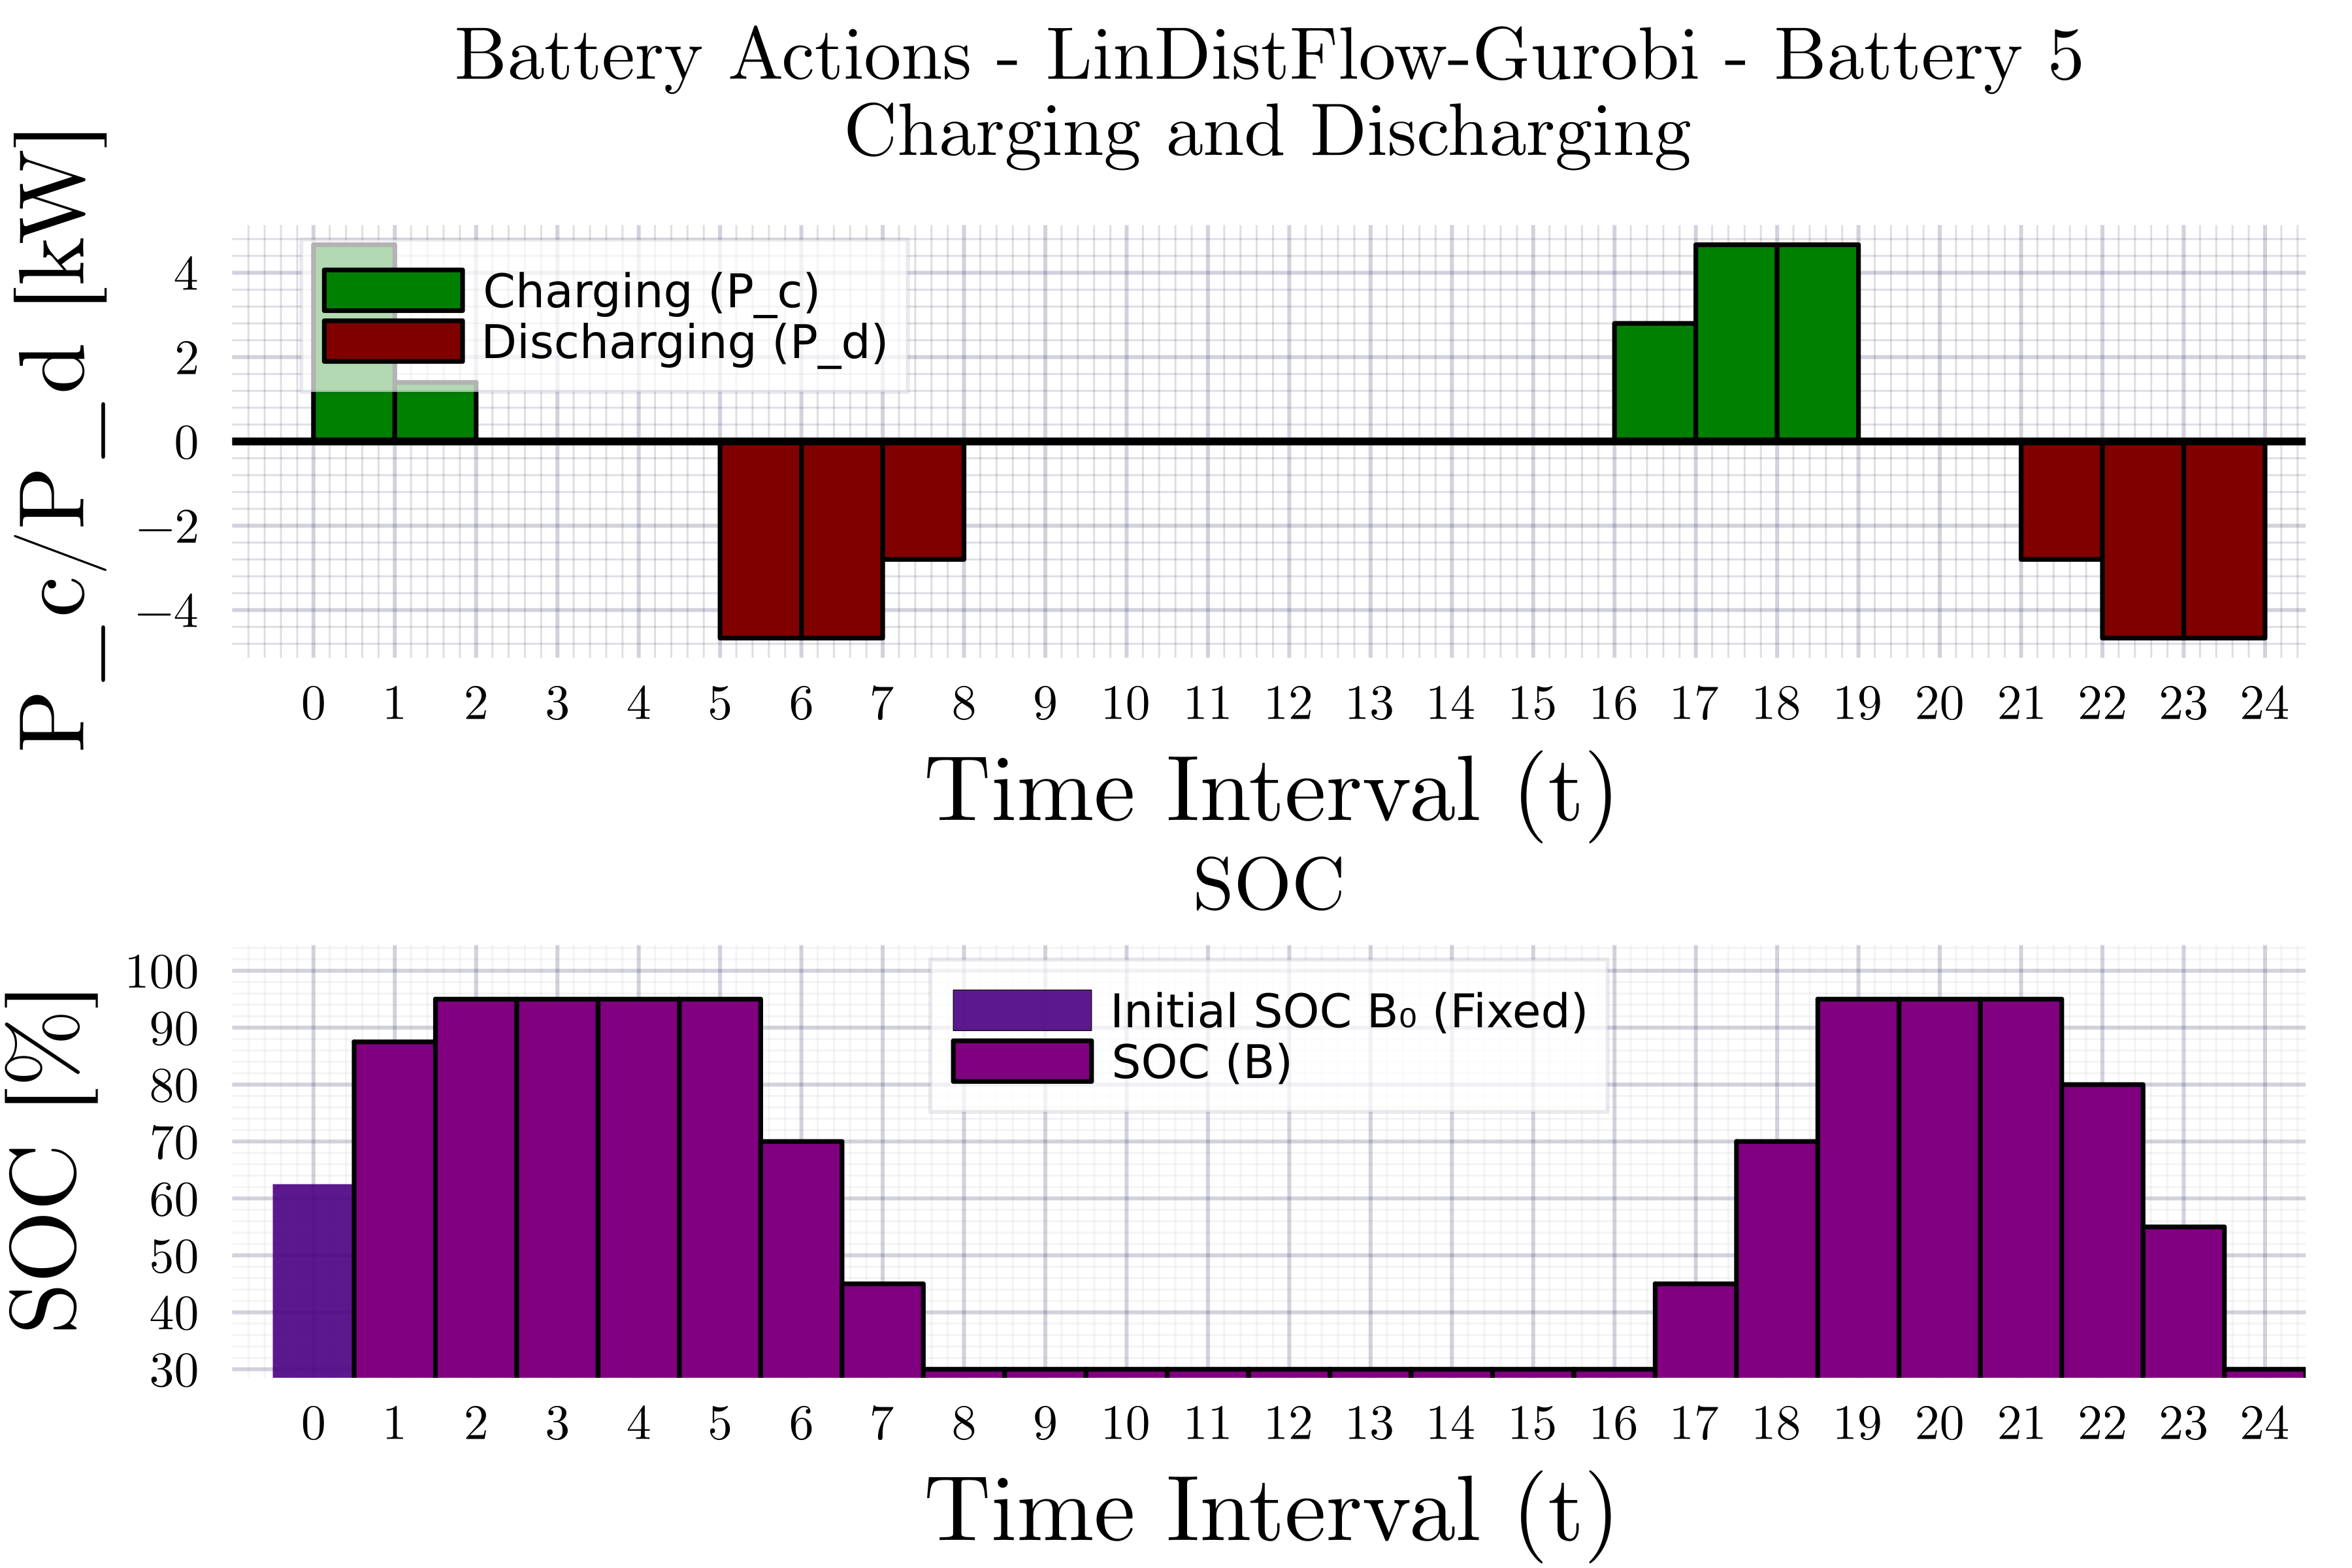 Battery Actions - LinDistFlow-Gurobi - Battery 5
Charging and Discharging
P_c/P_d [kW]
4
2
0
−2
−4
Charging (P_c)
Discharging (P_d)
0 1 2 3 4 5 6 7 8 9 10 11 12 13 14 15 16 17 18 19 20 21 22 23 24
Time Interval (t)
SOC
SOC [%]
100
90
80
70
60
50
40
30
Initial SOC B₀ (Fixed)
SOC (B)
0 1 2 3 4 5 6 7 8 9 10 11 12 13 14 15 16 17 18 19 20 21 22 23 24
Time Interval (t)